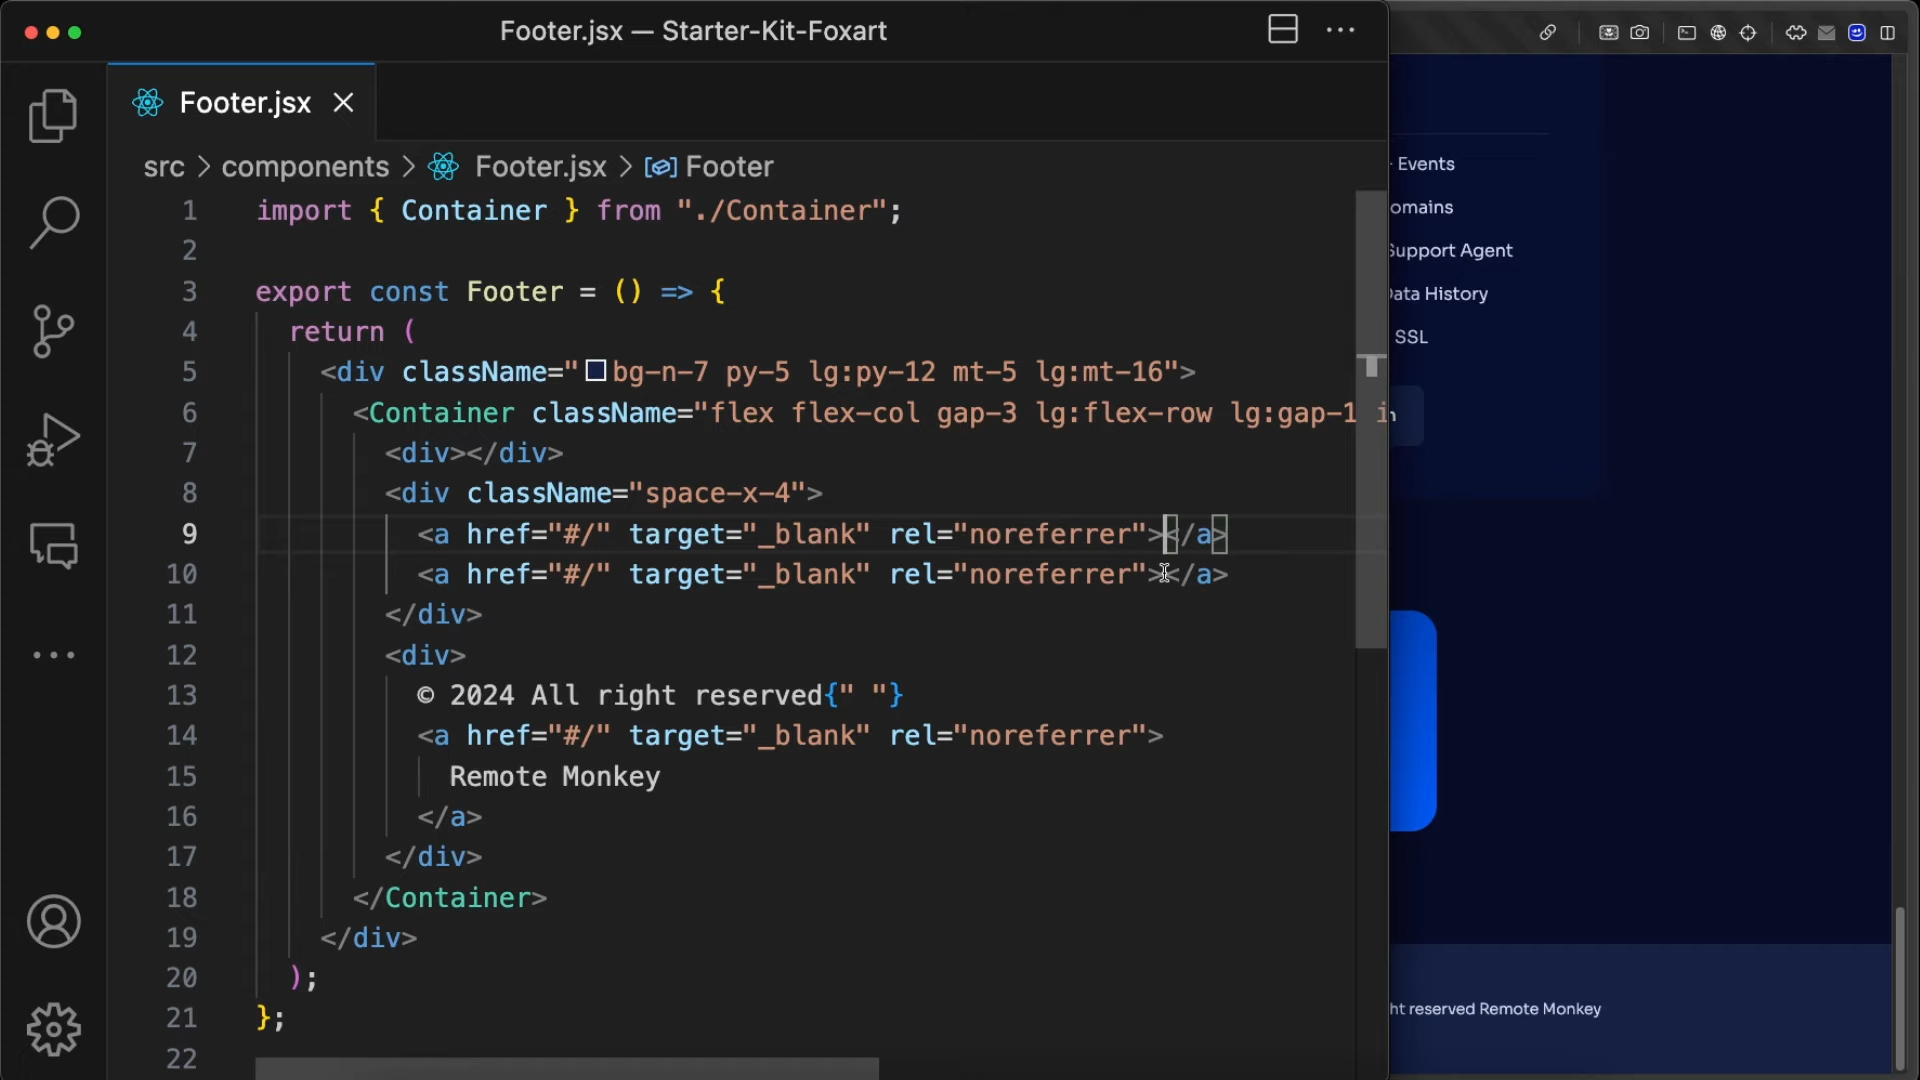 Footer.jsx — Starter-Kit-Foxart
Footer.jsx
src > components > Footer.jsx > Footer
1 import { Container } from "./Container";
2
3 export const Footer = () => {
4 return (
5 <div className="bg-n-7 py-5 lg:py-12 mt-5 lg:mt-16">
6 <Container className="flex flex-col gap-3 lg:flex-row lg:gap-1
7 <div></div>
8 <div className="space-x-4">
9 <a href="#/" target="_blank" rel="noreferrer"></a>
10 <a href="#/" target="_blank" rel="noreferrer"></a>
11 </div>
12 <div>
13 © 2024 All right reserved{" "}
14 <a href="#/" target="_blank" rel="noreferrer">
15 Remote Monkey
16 </a>
17 </div>
18 </Container>
19 </div>
20 );
21 };
22
Events
omains
Support Agent
Data History
SSL
ht reserved Remote Monkey